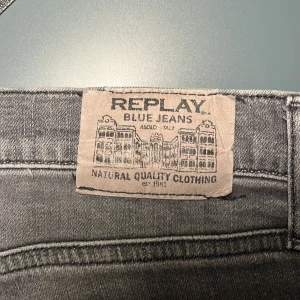 REPLAY
BLUE JEANS
ASOLO - ITALY
NATURAL QUALITY CLOTHING
est 1981